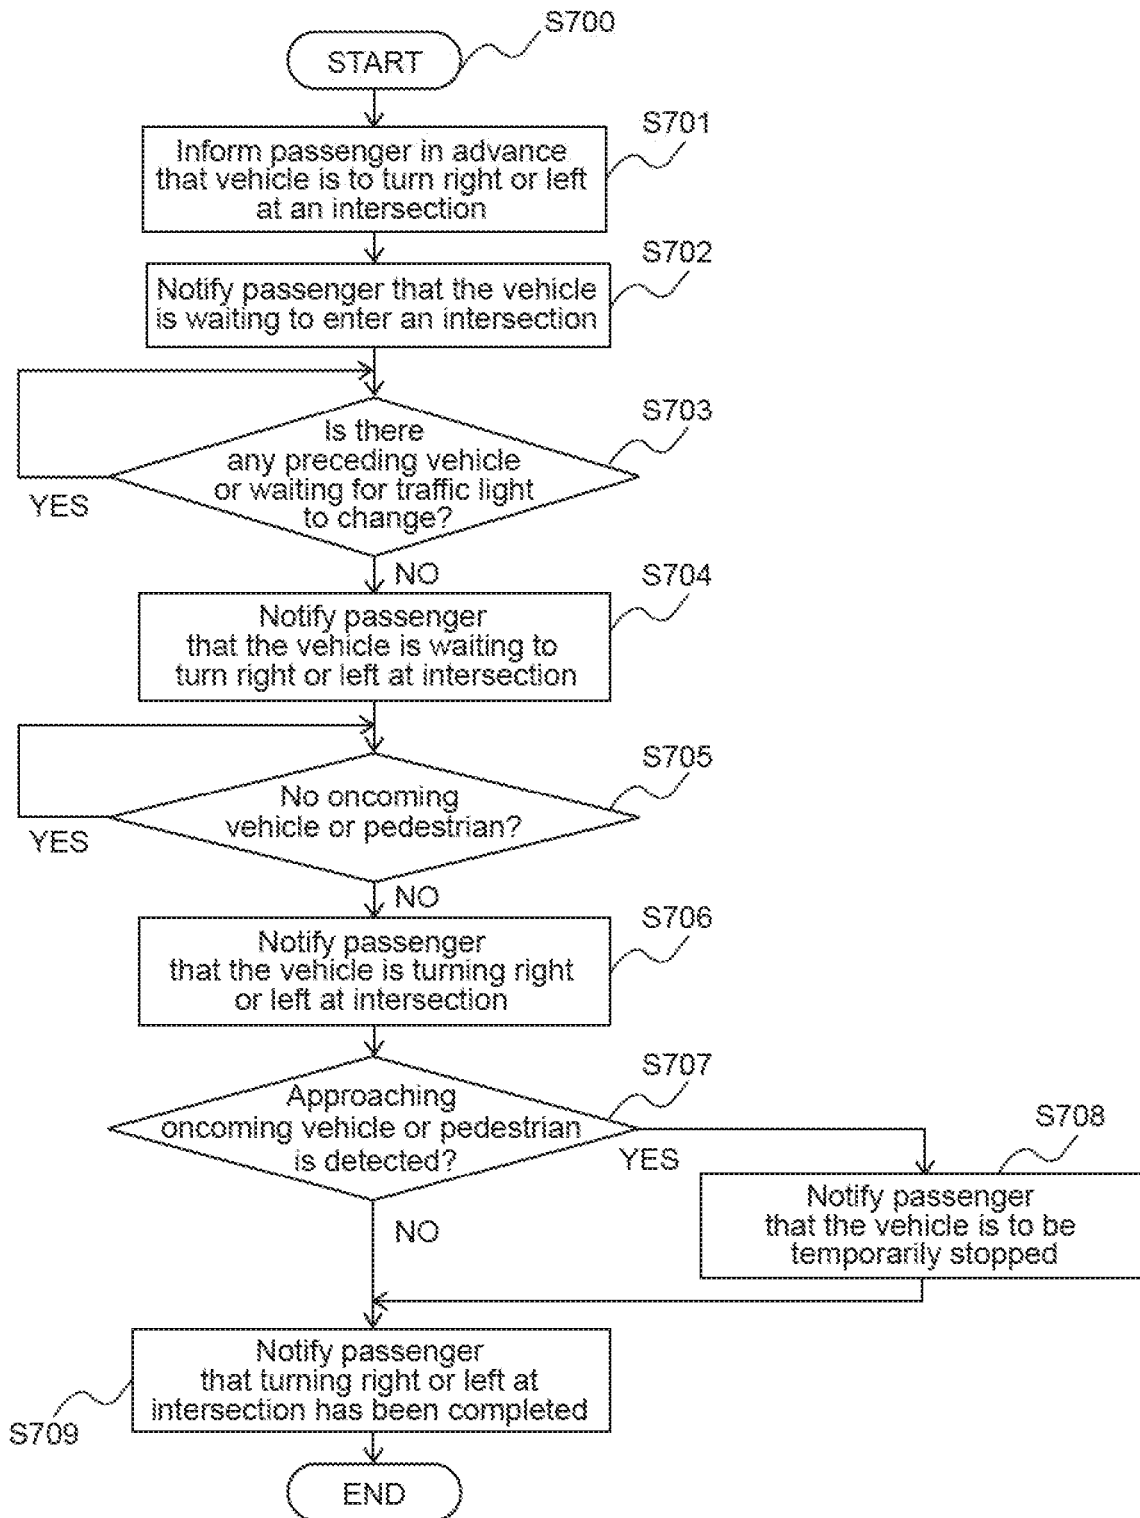 S700
START
S701
Inform passenger in advance
that vehicle is to turn right or left
at an intersection
S702
Notify passenger that the vehicle
is waiting to enter an intersection
S703
Is there
any preceding vehicle
or waiting for traffic light
to change?
YES
NO
S704
Notify passenger
that the vehicle is waiting to
turn right or left at intersection
S705
No oncoming
vehicle or pedestrian?
YES
NO
S706
Notify passenger
that the vehicle is turning right
or left at intersection
S707
Approaching
oncoming vehicle or pedestrian
is detected?
YES
NO
S708
Notify passenger
that the vehicle is to be
temporarily stopped
Notify passenger
that turning right or left at
intersection has been completed
S709
END